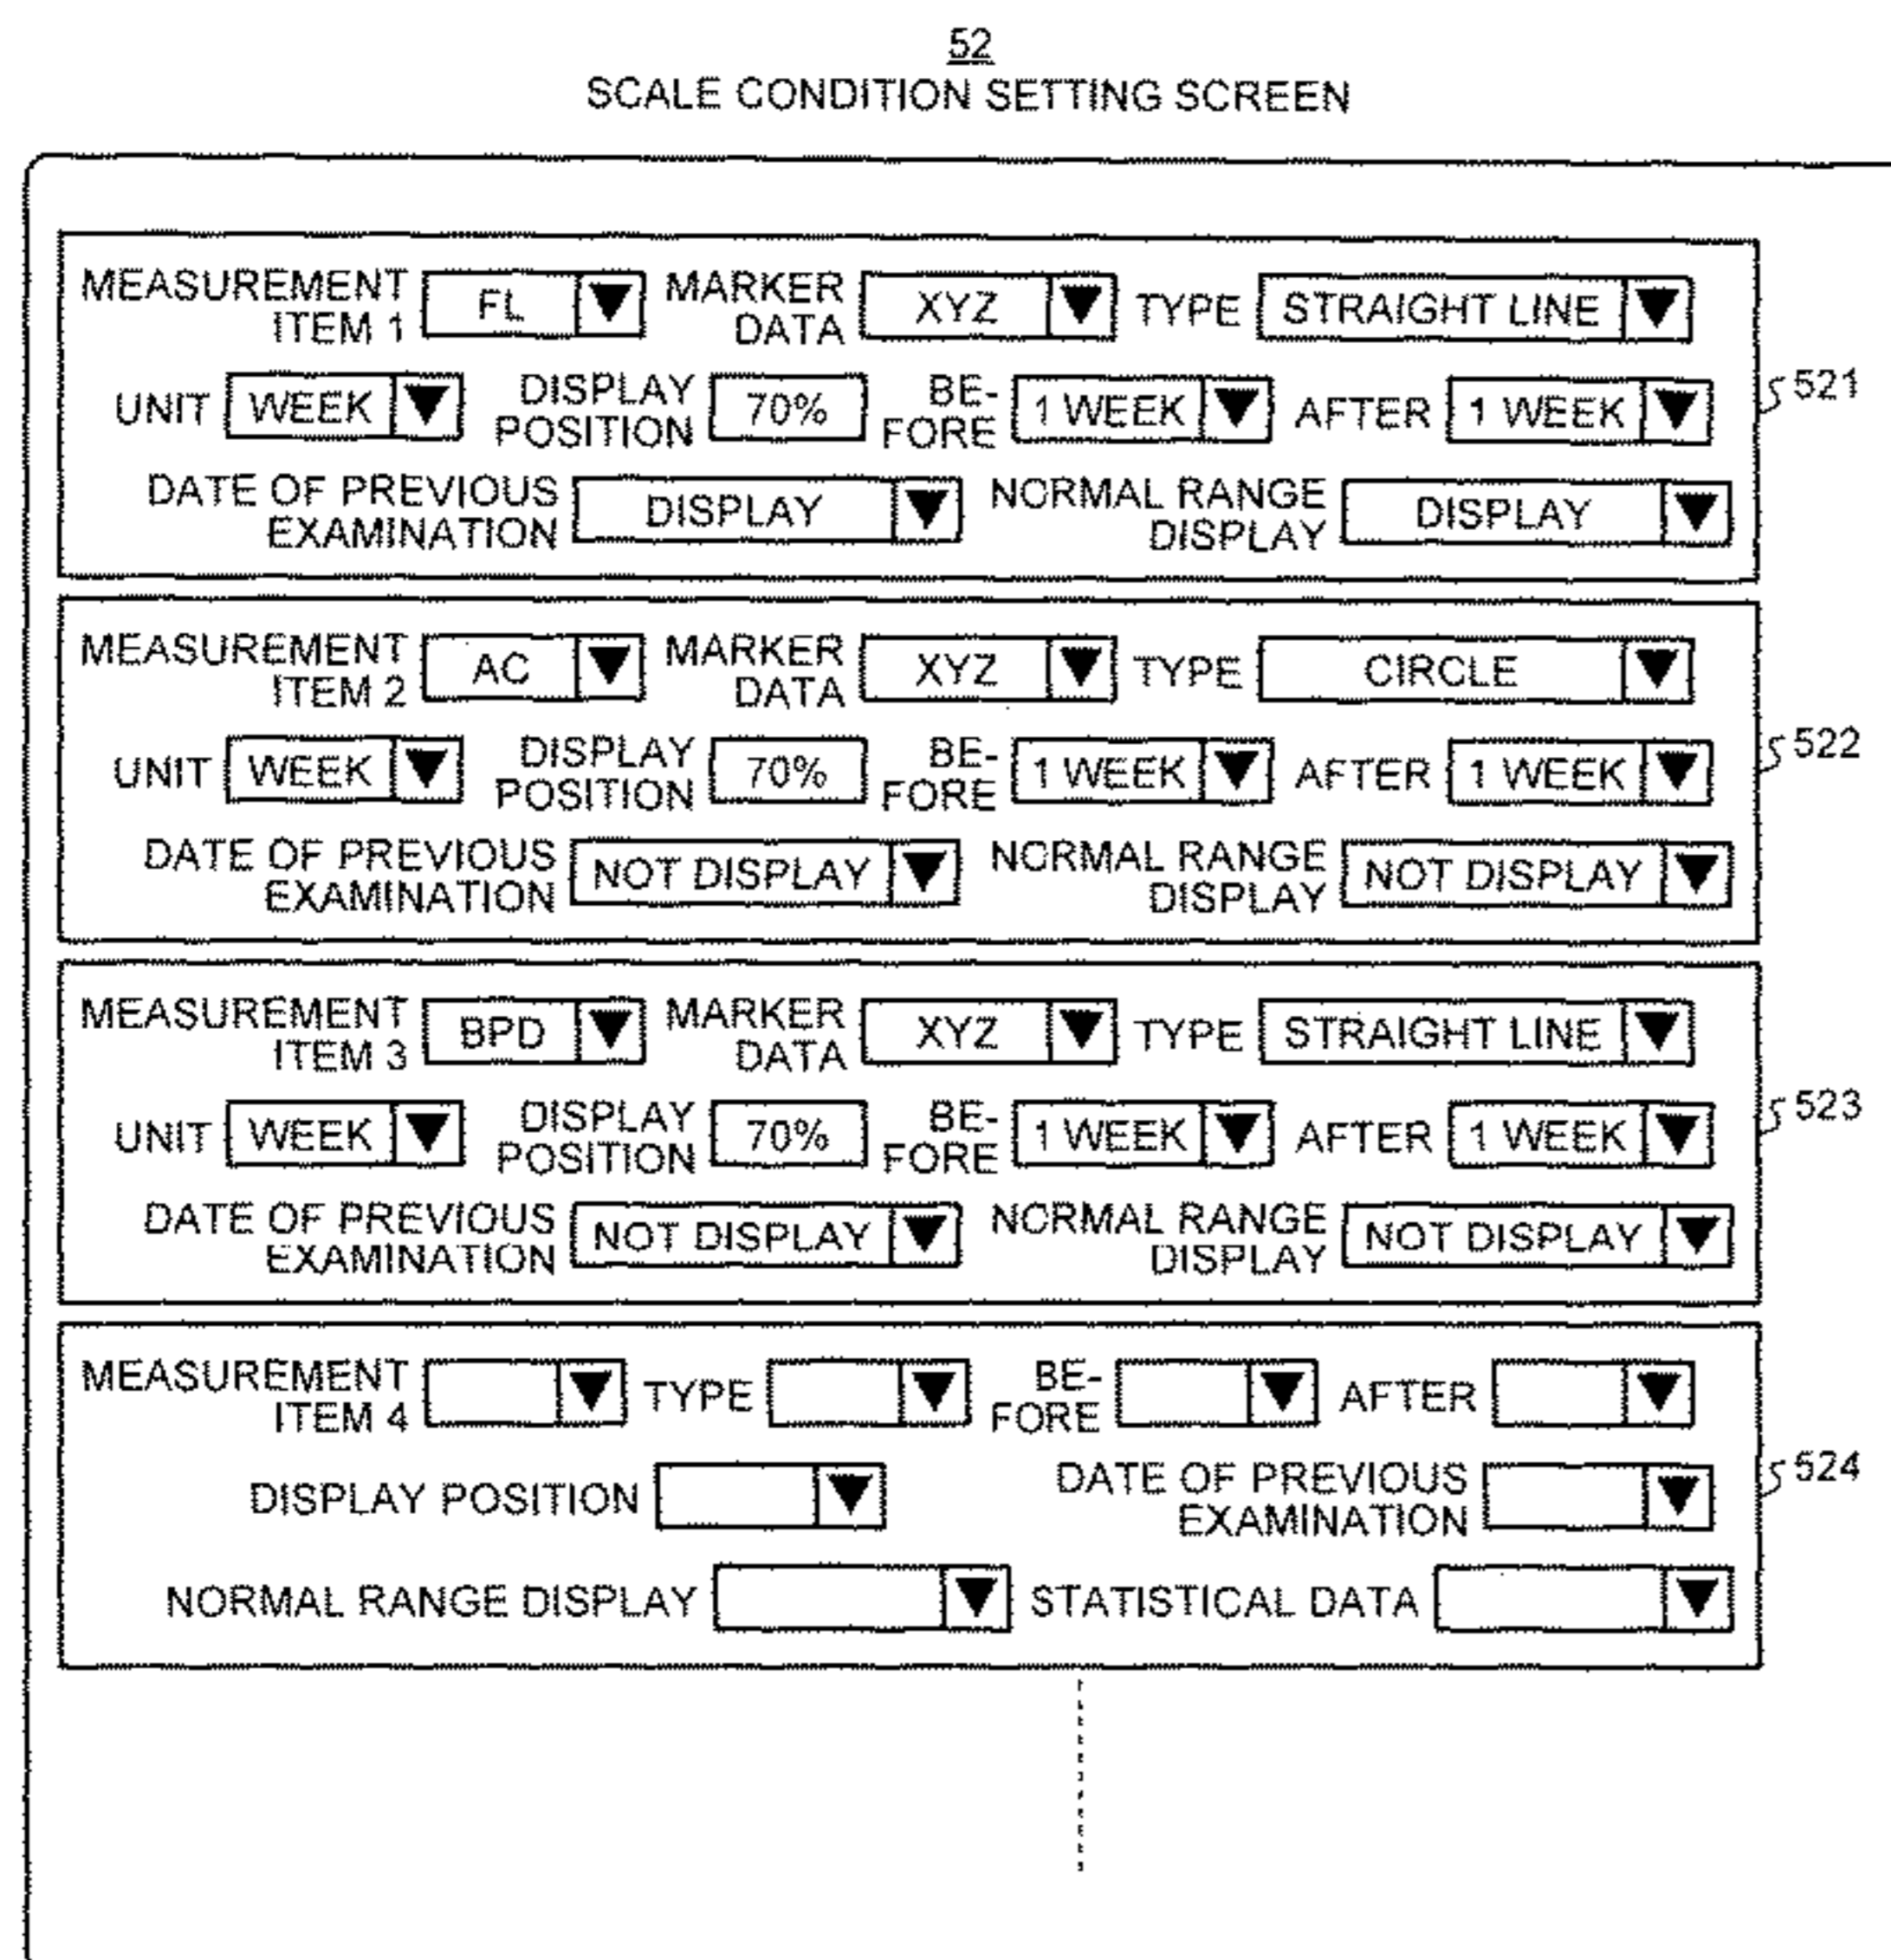 52
SCALE CONDITION SETTING SCREEN
MEASUREMENT ITEM 1 FL MARKER DATA XYZ TYPE STRAIGHT LINE
UNIT WEEK DISPLAY POSITION 70% BE-FORE 1 WEEK AFTER 1 WEEK
521
DATE OF PREVIOUS EXAMINATION DISPLAY NORMAL RANGE DISPLAY DISPLAY
MEASUREMENT ITEM 2 AC MARKER DATA XYZ TYPE CIRCLE
UNIT WEEK DISPLAY POSITION 70% BE-FORE 1 WEEK AFTER 1 WEEK
522
DATE OF PREVIOUS EXAMINATION NOT DISPLAY NORMAL RANGE DISPLAY NOT DISPLAY
MEASUREMENT ITEM 3 BPD MARKER DATA XYZ TYPE STRAIGHT LINE
UNIT WEEK DISPLAY POSITION 70% BE-FORE 1 WEEK AFTER 1 WEEK
523
DATE OF PREVIOUS EXAMINATION NOT DISPLAY NORMAL RANGE DISPLAY NOT DISPLAY
MEASUREMENT ITEM 4 TYPE BE-FORE AFTER
DISPLAY POSITION DATE OF PREVIOUS EXAMINATION
524
NORMAL RANGE DISPLAY STATISTICAL DATA